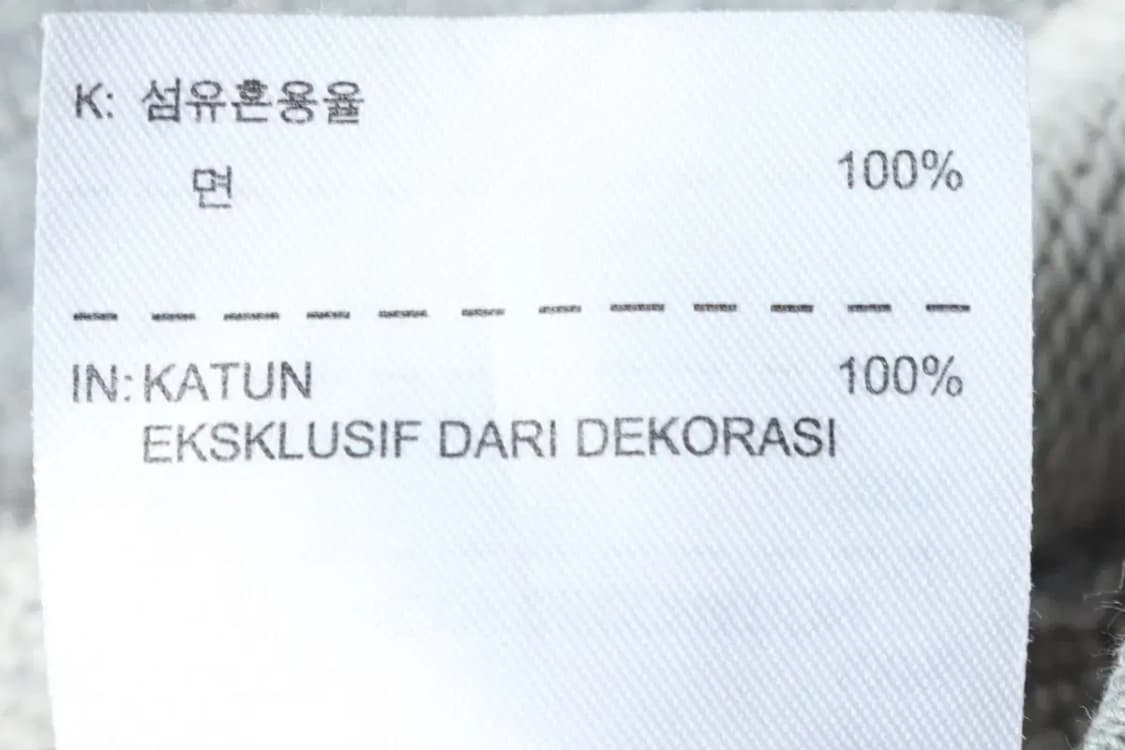 K: 섬유혼용율
면 100%
IN: KATUN 100%
EKSKLUSIF DARI DEKORASI